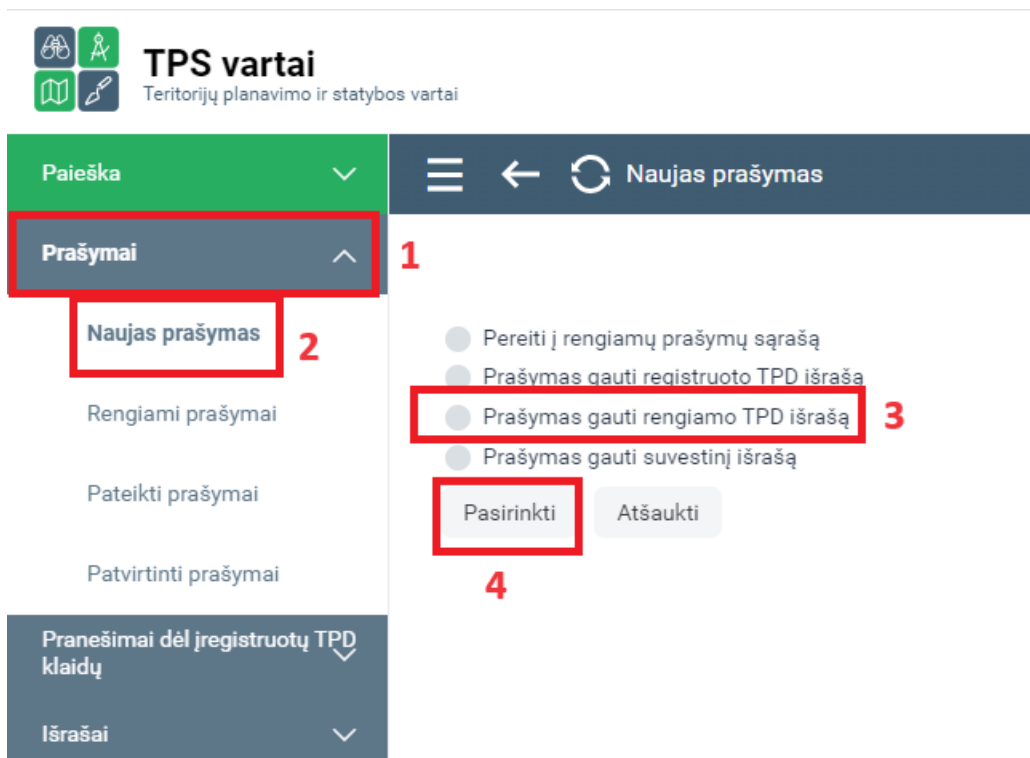 TPS vartai
Teritorijų planavimo ir statybos vartai
Paieška
Naujas prašymas
Prašymai
1
Naujas prašymas
2
Rengiami prašymai
Pateikti prašymai
Patvirtinti prašymai
Pranešimai dėl įregistruotų TPD
klaidų
Išrašai
Pereiti į rengiamų prašymų sąrašą
Prašymas gauti registruoto TPD išrašą
Prašymas gauti rengiamo TPD išrašą
3
Prašymas gauti suvestinį išrašą
Pasirinkti
Atšaukti
4